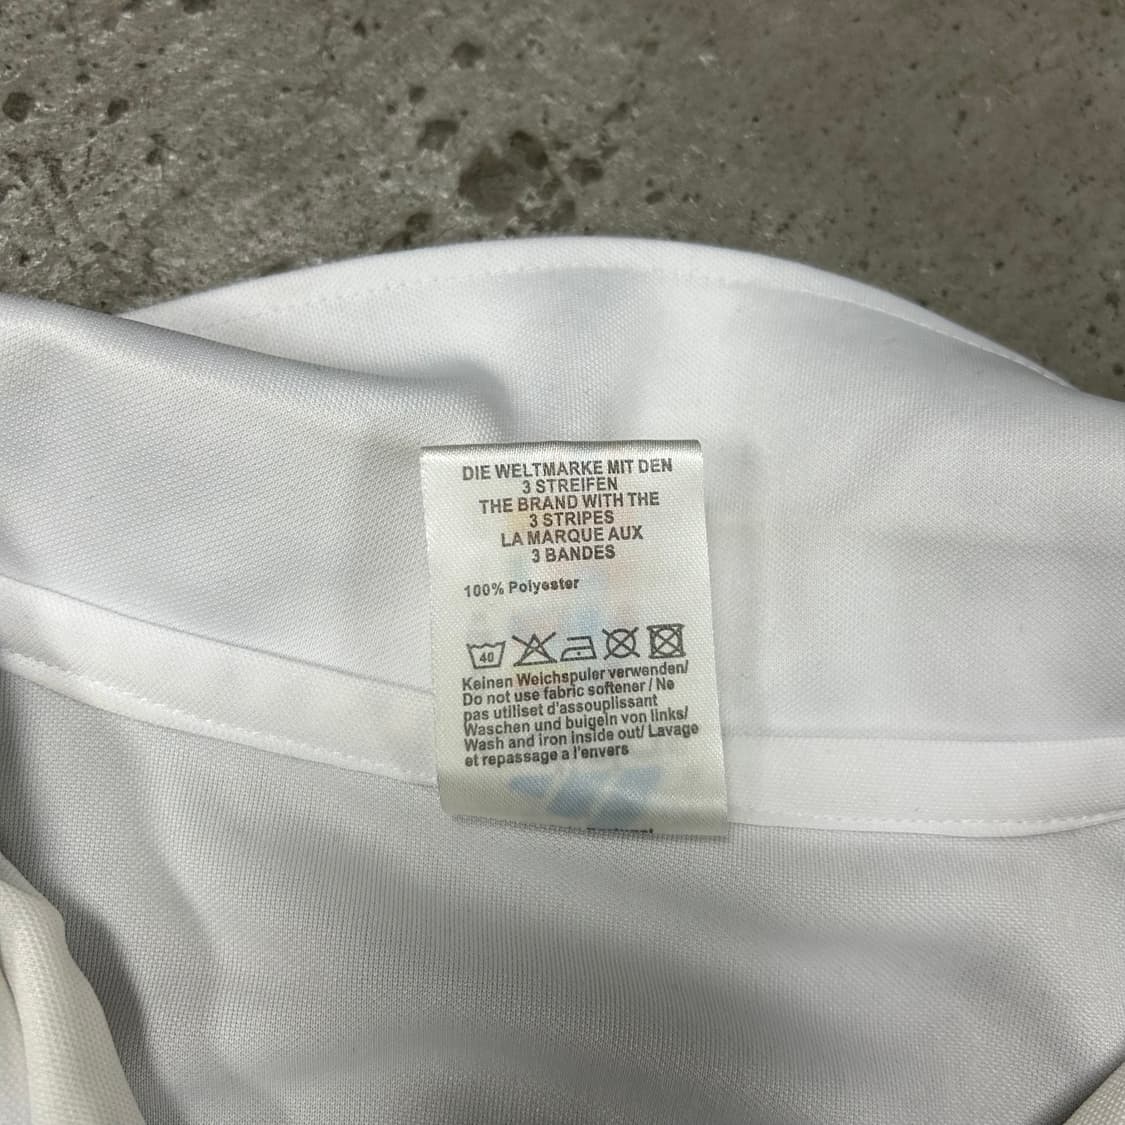 DIE WELTMARKE MIT DEN
3 STREIFEN
THE BRAND WITH THE
3 STRIPES
LA MARQUE AUX
3 BANDES
100% Polyester
40
Keinen Weichspuler verwenden/
Do not use fabric softener / Ne
pas utiliset d'assouplissant
Waschen und buigeln von links/
Wash and iron inside out/ Lavage
et repassage a l'envers